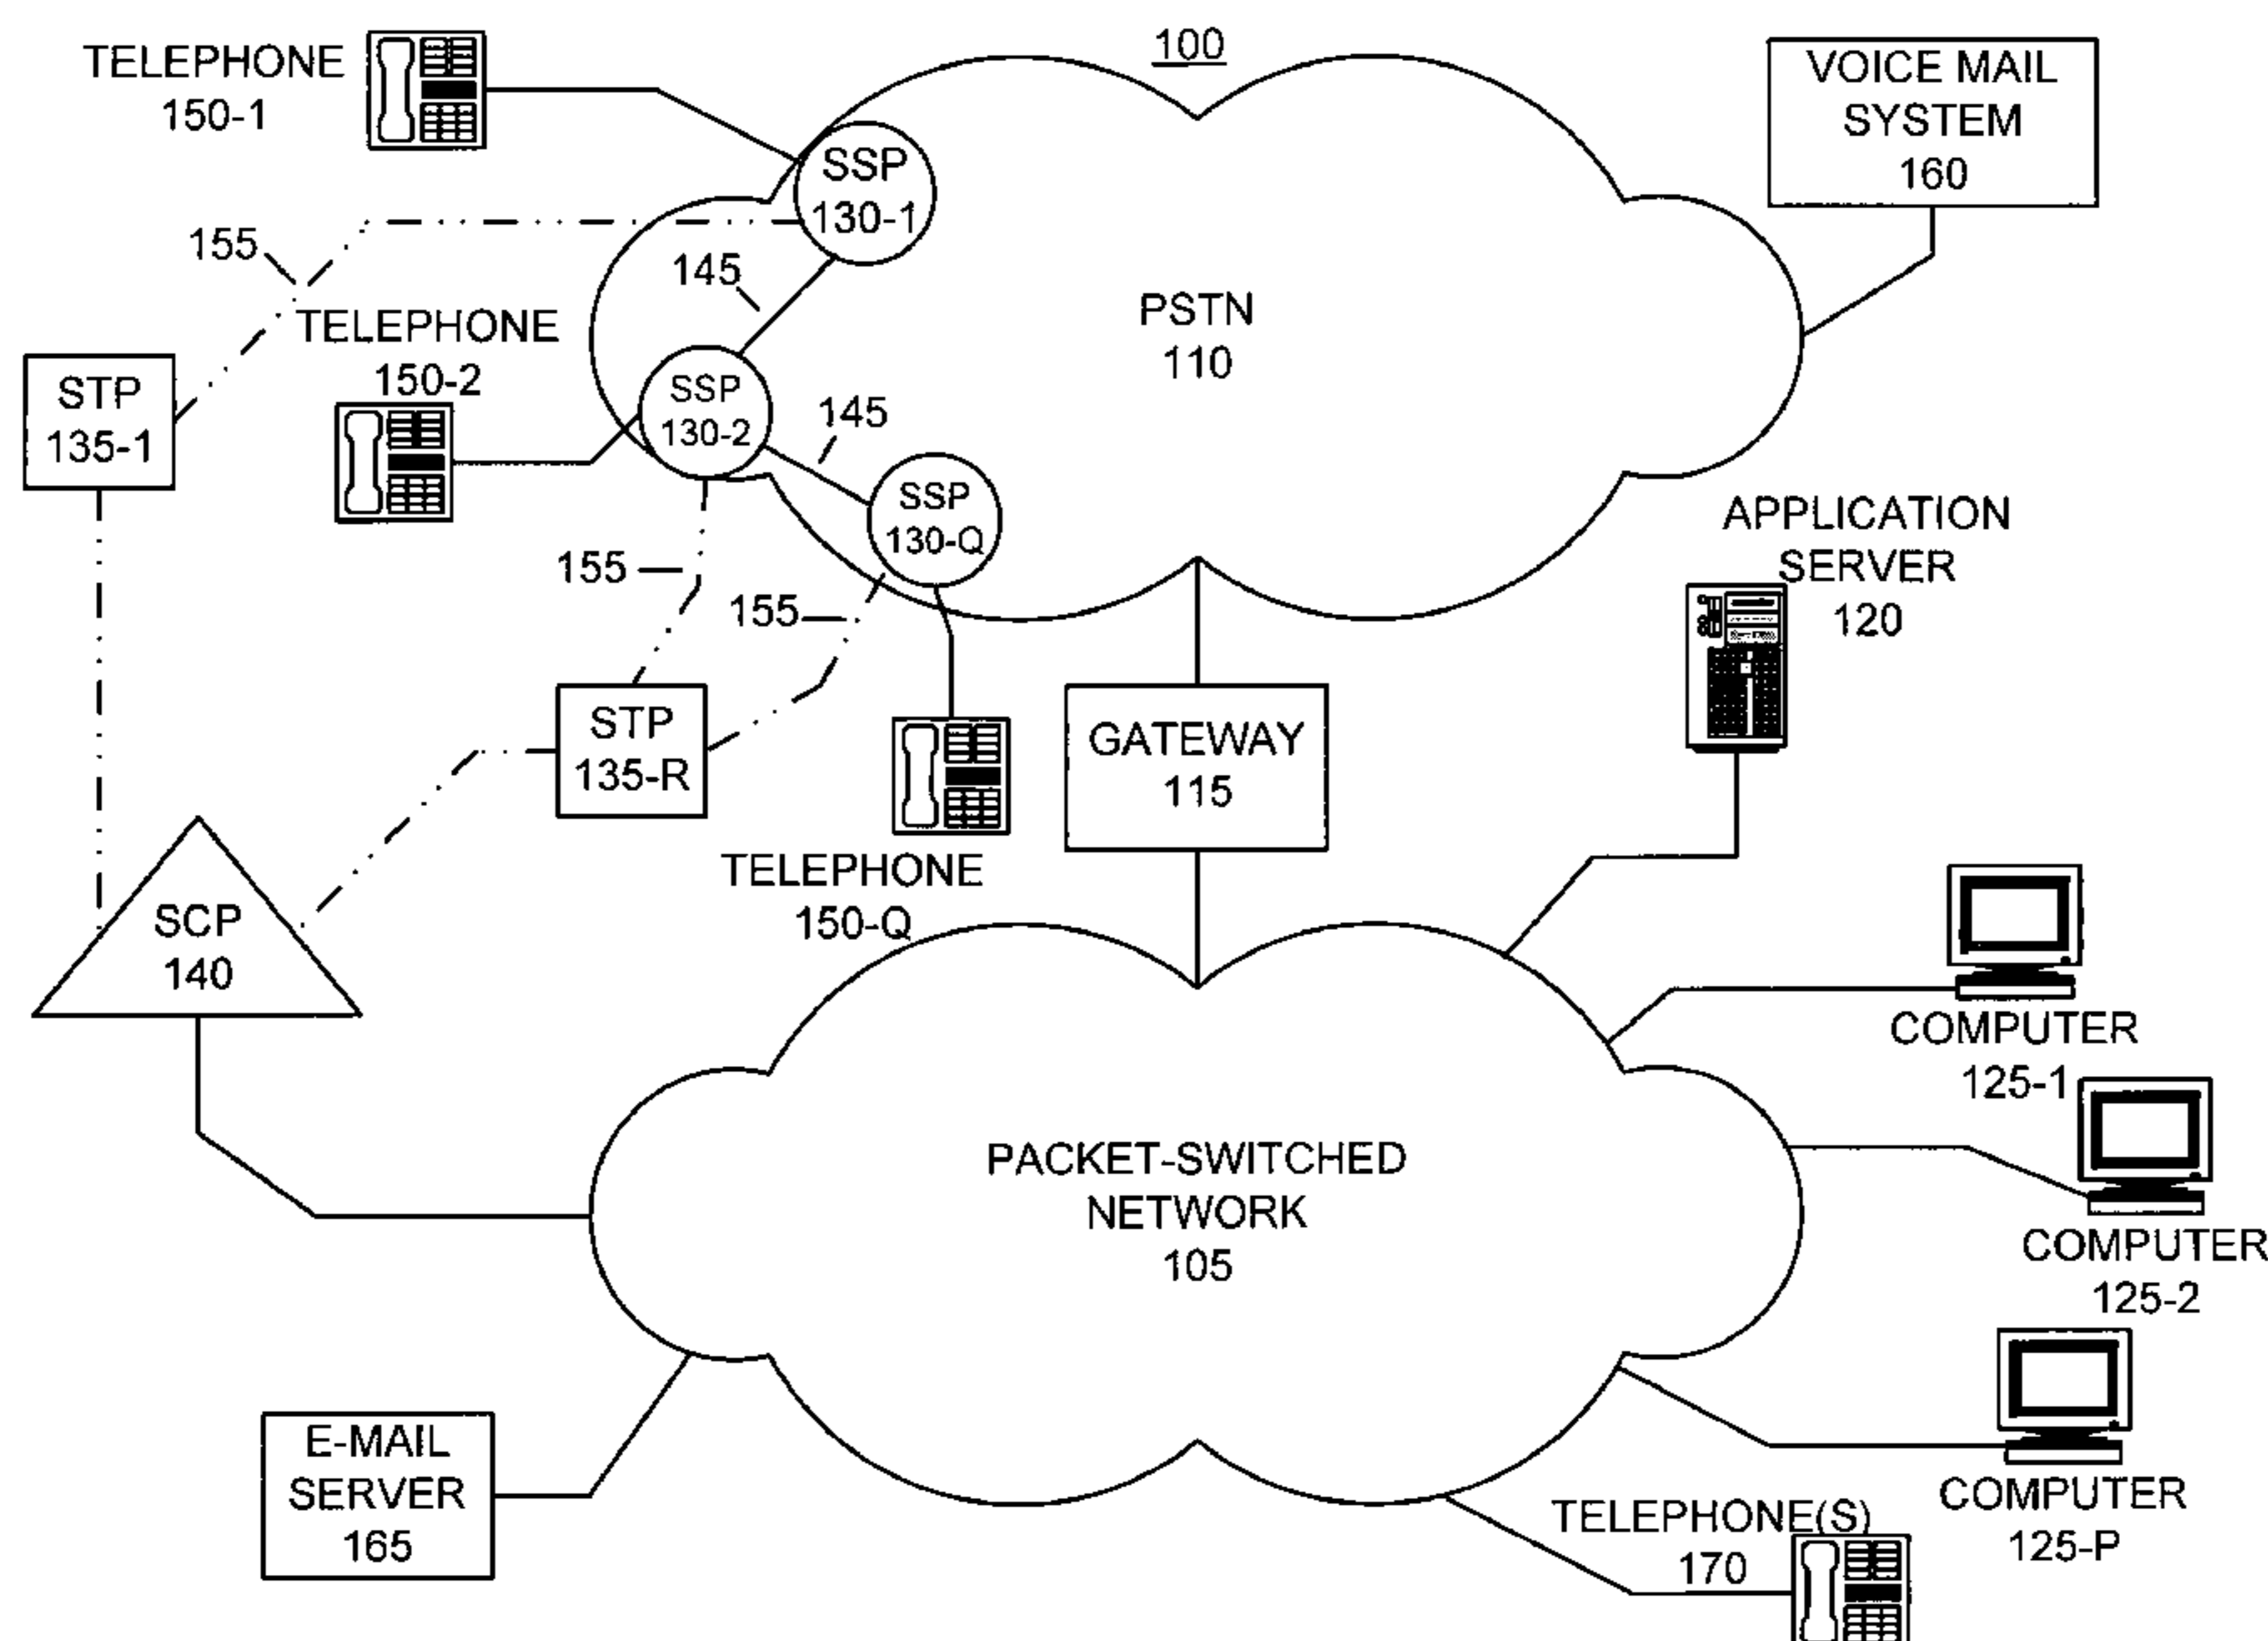 100
TELEPHONE
150-1
VOICE MAIL
SYSTEM
160
SSP
130-1
155
145
TELEPHONE
150-2
PSTN
110
STP
135-1
SSP
130-2
145
SSP
130-Q
APPLICATION
SERVER
120
155
155
STP
135-R
GATEWAY
115
TELEPHONE
150-Q
SCP
140
COMPUTER
125-1
PACKET-SWITCHED
NETWORK
105
COMPUTER
125-2
E-MAIL
SERVER
165
TELEPHONE(S)
170
COMPUTER
125-P